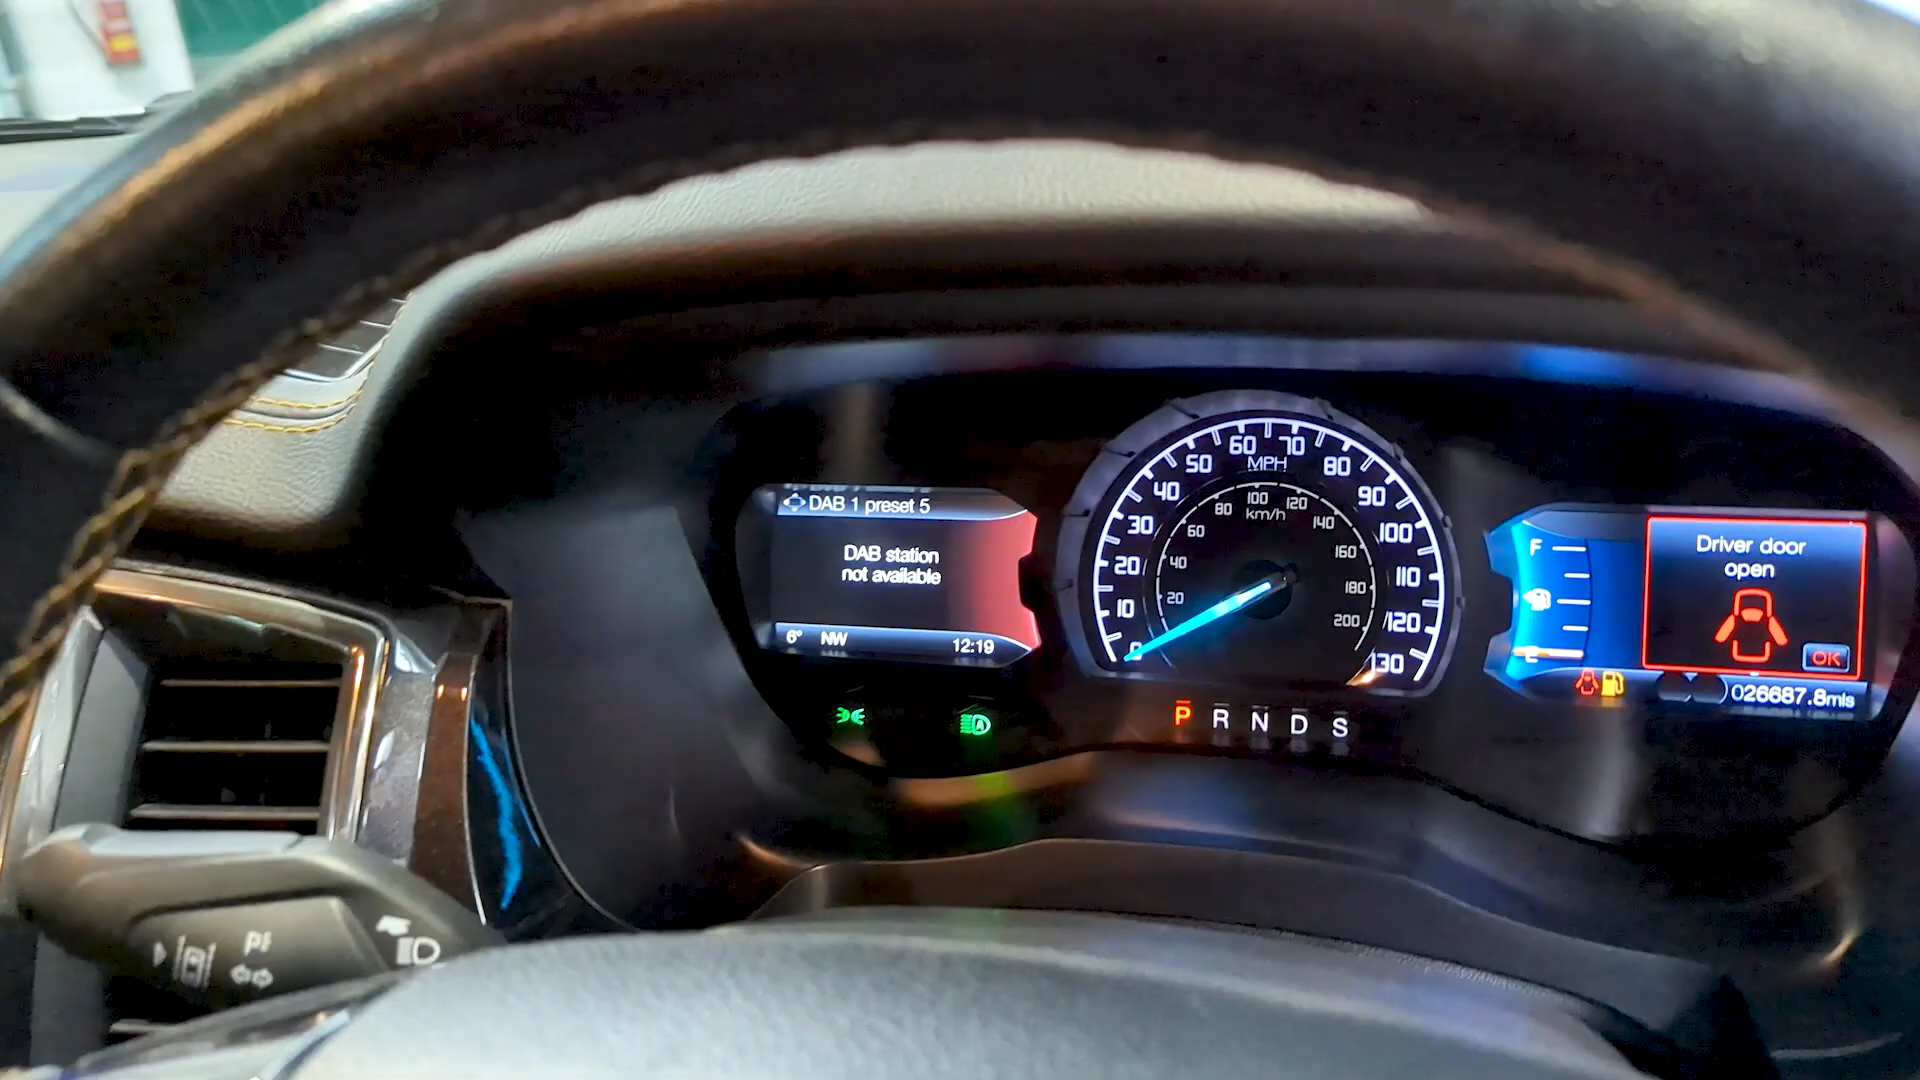 DAB 1 preset 5
DAB station
not available
6° NW 12:19
0 10 20 30 40 50 60 70 80 90 100 110 120 130
MPH
20 40 60 80 100 120 140 160 180 200
km/h
P R N D S
F
E
Driver door
open
OK
026687.8mls